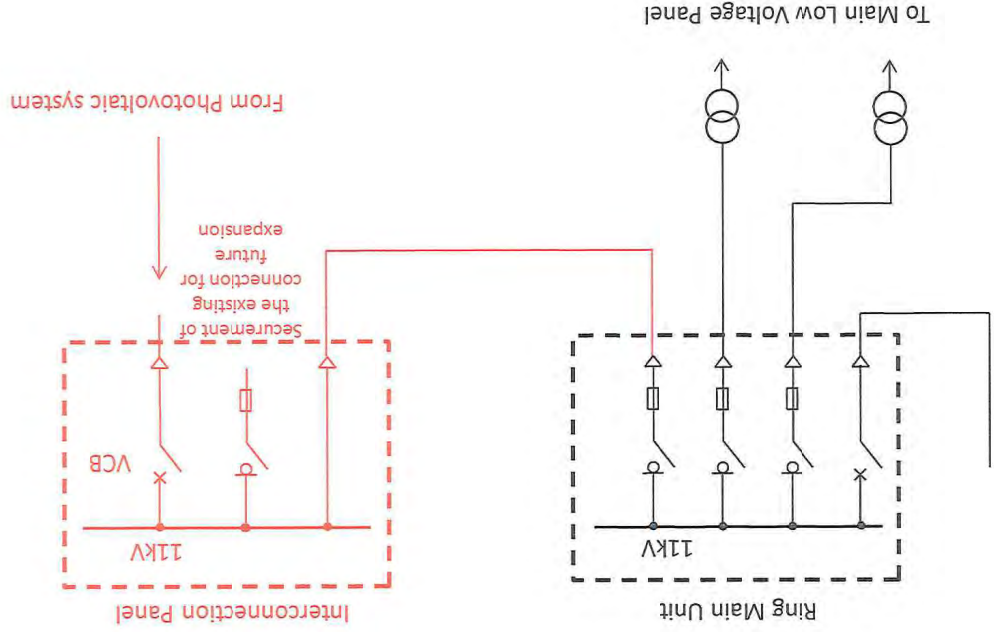 Ring Main Unit
11kV
Interconnection Panel
11kV
VCB
Securement of
the existing
connection for
future
expansion
From Photovoltaic system
To Main Low Voltage Panel